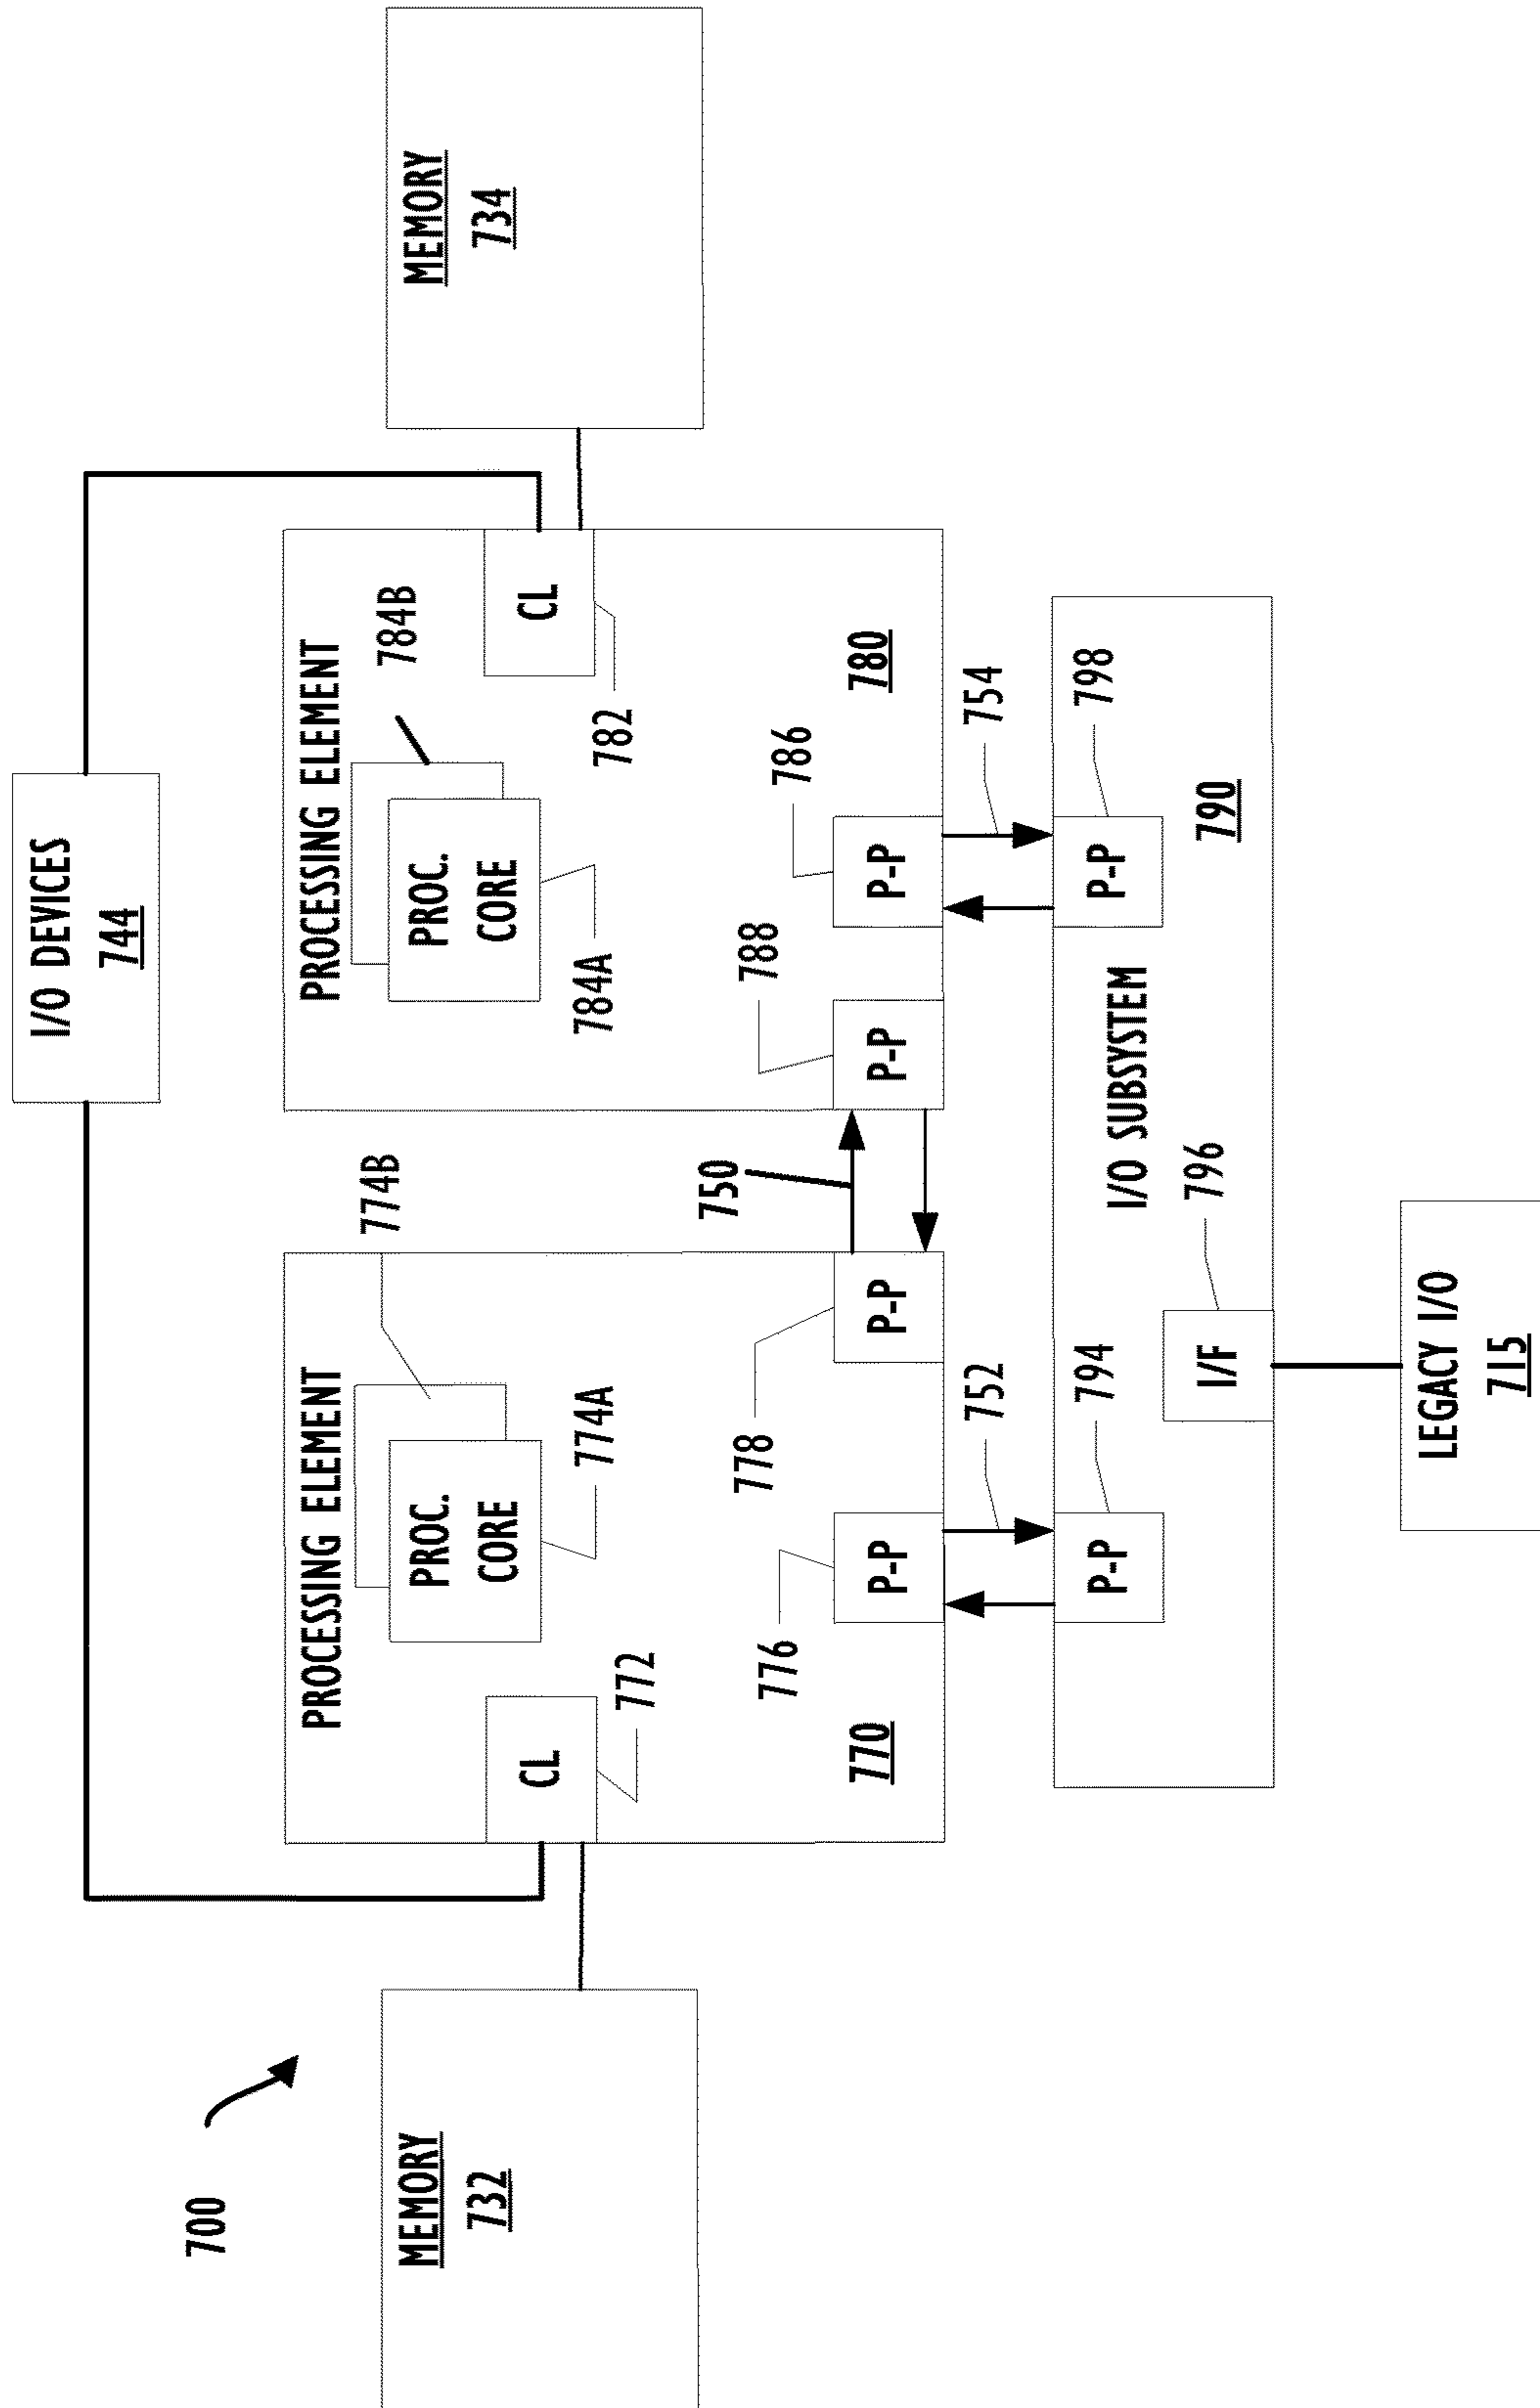 700
I/O DEVICES
744
MEMORY
732
MEMORY
734
PROCESSING ELEMENT
774B
PROC.
CORE
774A
CL
772
776
P-P
778
P-P
770
750
PROCESSING ELEMENT
784B
PROC.
CORE
784A
CL
782
788
P-P
786
P-P
780
752
754
794
P-P
I/O SUBSYSTEM
798
P-P
790
796
I/F
LEGACY I/O
715